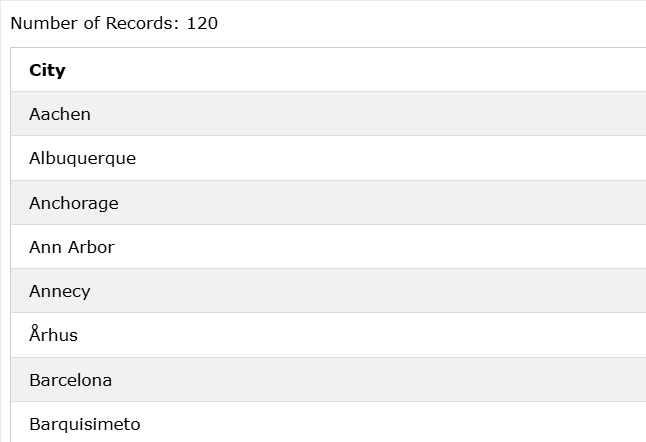 Number of Records: 120
City
Aachen
Albuquerque
Anchorage
Ann Arbor
Annecy
Århus
Barcelona
Barquisimeto